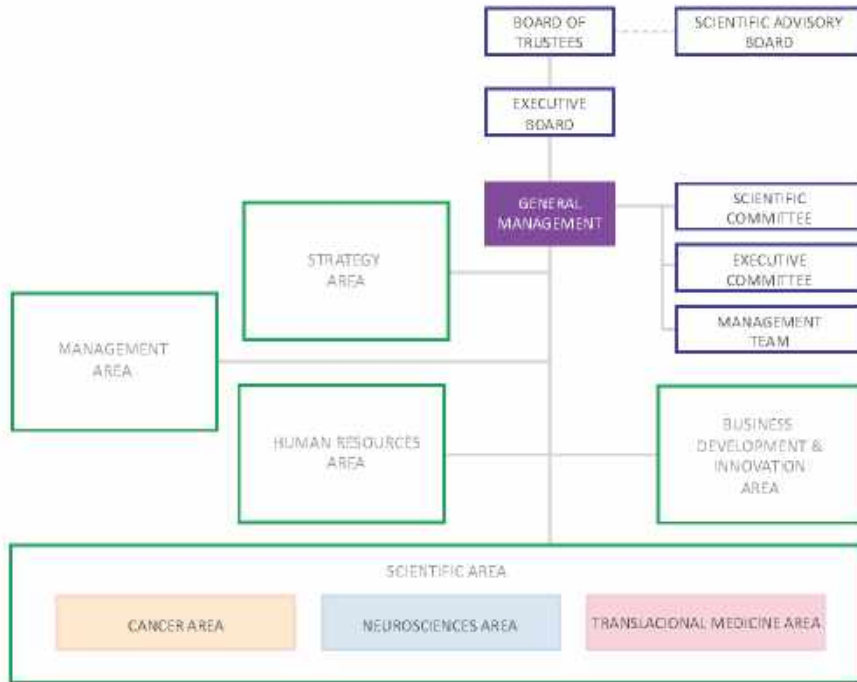 BOARD OF
TRUSTEES
SCIENTIFIC ADVISORY
BOARD
EXECUTIVE
BOARD
GENERAL
MANAGEMENT
SCIENTIFIC
COMMITTEE
STRATEGY
AREA
EXECUTIVE
COMMITTEE
MANAGEMENT
TEAM
MANAGEMENT
AREA
HUMAN RESOURCES
AREA
BUSINESS
DEVELOPMENT &
INNOVATION
AREA
SCIENTIFIC AREA
CANCER AREA
NEUROSCIENCES AREA
TRANSLACIONAL MEDICINE AREA